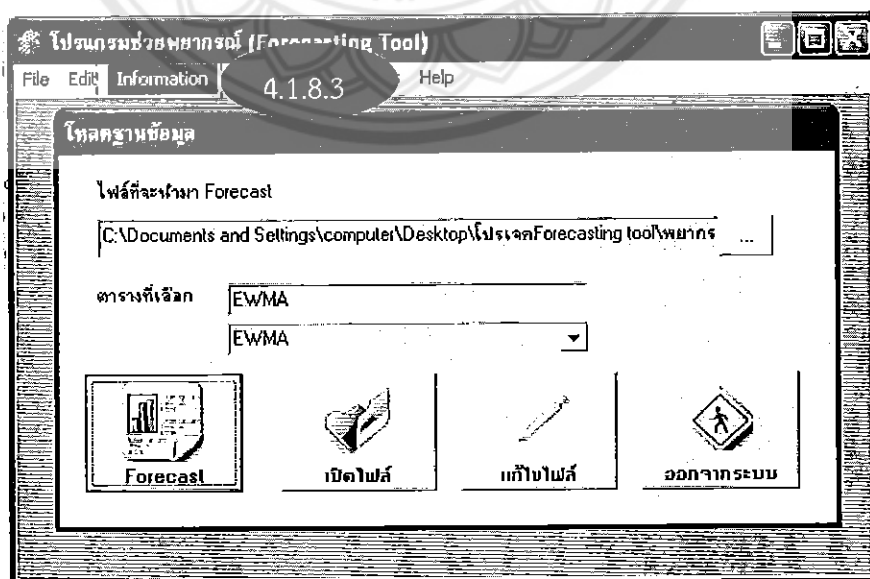 โปรแกรมช่วยพยากรณ์ (Forecasting Tool)
File Edit Information 4.1.8.3 Help
โหลดฐานข้อมูล
ไฟล์ที่จะนำมา Forecast
C:\Documents and Settings\computer\Desktop\โปรเจคForecasting tool\พยากร ...
ตารางที่เลือก EWMA
EWMA
Forecast เปิดไฟล์ แก้ไขไฟล์ ออกจากระบบ